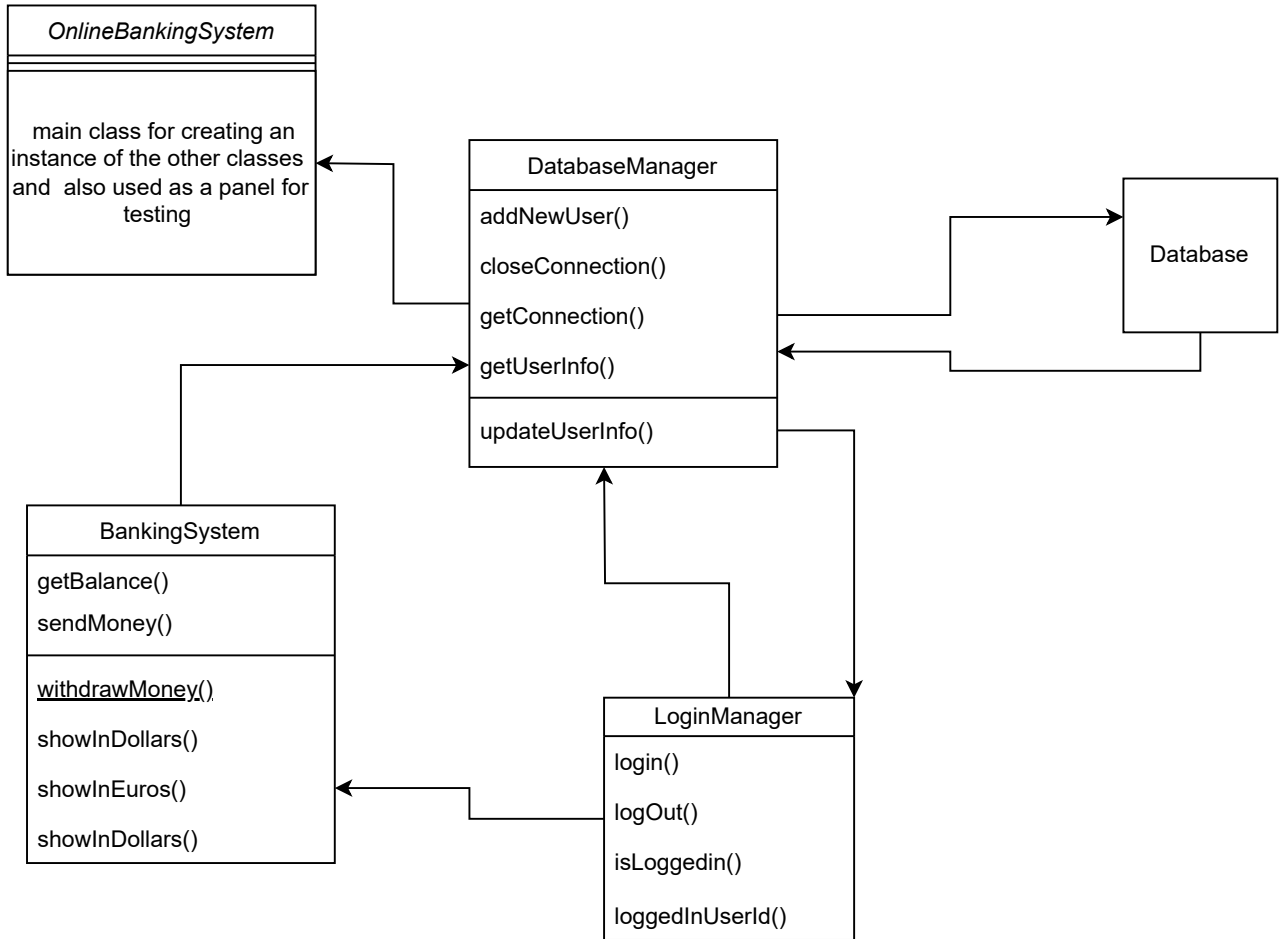 OnlineBankingSystem
main class for creating an
instance of the other classes
and also used as a panel for
testing
DatabaseManager
addNewUser()
closeConnection()
getConnection()
getUserInfo()
updateUserInfo()
Database
BankingSystem
getBalance()
sendMoney()
withdrawMoney()
showInDollars()
showInEuros()
showInDollars()
LoginManager
login()
logOut()
isLoggedin()
loggedInUserId()